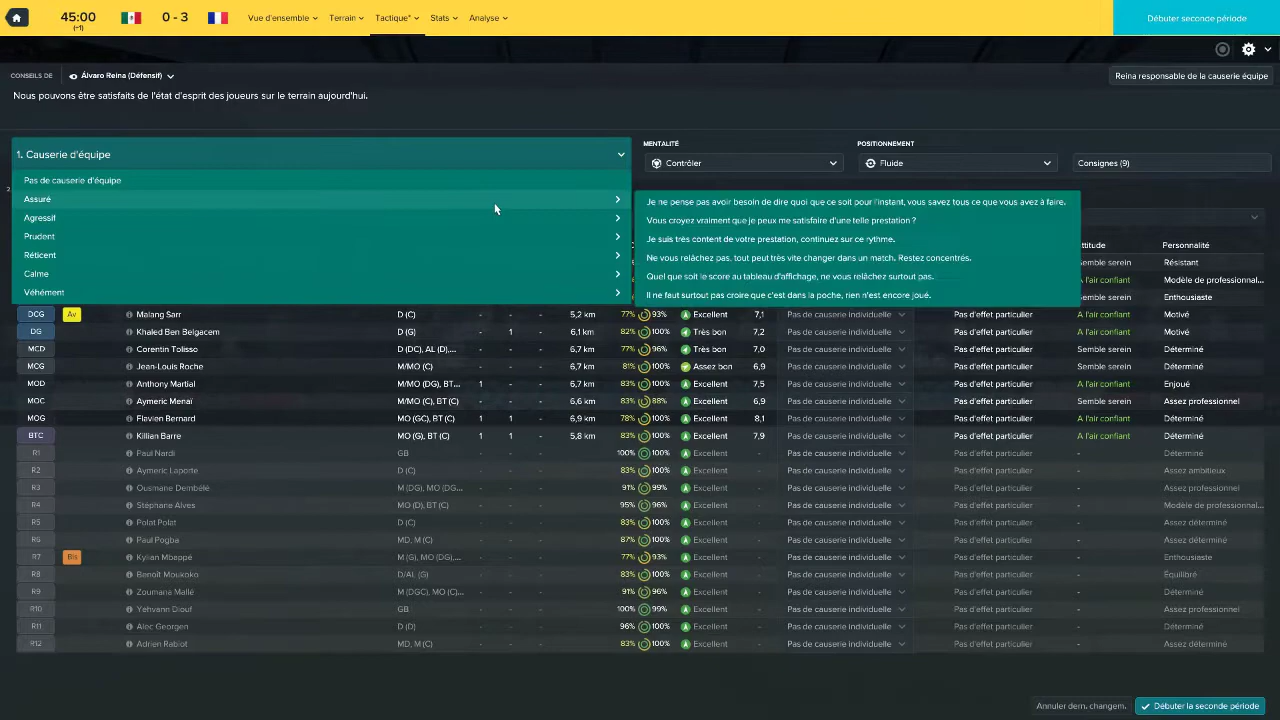 45:00 0 - 3 Vue d'ensemble Terrain Tactique* Stats Analyse Débuter seconde période
(+1)
CONSEILS DE Álvaro Reina (Défensif) Reina responsable de la causerie équipe
Nous pouvons être satisfaits de l'état d'esprit des joueurs sur le terrain aujourd'hui.
MENTALITÉ POSITIONNEMENT
1. Causerie d'équipe Contrôler Fluide Consignes (9)
Pas de causerie d'équipe
Assuré Je ne pense pas avoir besoin de dire quoi que ce soit pour l'instant, vous savez tous ce que vous avez à faire.
Agressif Vous croyez vraiment que je peux me satisfaire d'une telle prestation ?
Prudent Je suis très content de votre prestation, continuez sur ce rythme. ttitude Personnalité
Réticent Ne vous relâchez pas, tout peut très vite changer dans un match. Restez concentrés. Semble serein Résistant
Calme Quel que soit le score au tableau d'affichage, ne vous relâchez surtout pas. A l'air confiant Modèle de professionnal...
Véhément Il ne faut surtout pas croire que c'est dans la poche, rien n'est encore joué. Semble serein Enthousiaste
DCG Av Malang Sarr D (C) - - - 5,2 km 77% 93% Excellent 7,1 Pas de causerie individuelle Pas d'effet particulier A l'air confiant Motivé
DG Khaled Ben Belgacem D (G) - 1 - 6,1 km 82% 100% Très bon 7,2 Pas de causerie individuelle Pas d'effet particulier A l'air confiant Motivé
MCD Corentin Tolisso D (DC), AL (D),... - - - 6,7 km 77% 96% Très bon 7,0 Pas de causerie individuelle Pas d'effet particulier Semble serein Déterminé
MCG Jean-Louis Roche M/MO (C) - - - 6,7 km 81% 100% Assez bon 6,9 Pas de causerie individuelle Pas d'effet particulier Semble serein Déterminé
MOD Anthony Martial M/MO (DG), BT... 1 - - 6,7 km 83% 100% Excellent 7,5 Pas de causerie individuelle Pas d'effet particulier A l'air confiant Enjoué
MOC Aymeric Menaï M/MO (C), BT (C) - - - 6,6 km 83% 88% Excellent 6,9 Pas de causerie individuelle Pas d'effet particulier Semble serein Assez professionnel
MOG Flavien Bernard MO (GC), BT (C) 1 1 - 6,9 km 78% 100% Excellent 8,1 Pas de causerie individuelle Pas d'effet particulier A l'air confiant Déterminé
BTC Killian Barre MO (G), BT (C) 1 1 - 5,8 km 83% 100% Excellent 7,9 Pas de causerie individuelle Pas d'effet particulier A l'air confiant Déterminé
R1 Paul Nardi GB 100% 100% Excellent - Pas de causerie individuelle Pas d'effet particulier - Déterminé
R2 Aymeric Laporte D (C) 83% 100% Excellent - Pas de causerie individuelle Pas d'effet particulier - Assez ambitieux
R3 Ousmane Dembélé M (DG), MO (DG... 91% 99% Excellent - Pas de causerie individuelle Pas d'effet particulier - Assez professionnel
R4 Stéphane Alves MO (D), BT (C) 95% 96% Excellent - Pas de causerie individuelle Pas d'effet particulier - Modèle de professionnal...
R5 Polat Polat D (C) 83% 100% Excellent - Pas de causerie individuelle Pas d'effet particulier - Assez déterminé
R6 Paul Pogba MD, M (C) 87% 100% Excellent - Pas de causerie individuelle Pas d'effet particulier - Assez déterminé
R7 Bls Kylian Mbappé M (G), MO (DG),... 77% 93% Excellent - Pas de causerie individuelle Pas d'effet particulier - Enthousiaste
R8 Benoît Moukoko D/AL (G) 83% 100% Excellent - Pas de causerie individuelle Pas d'effet particulier - Équilibré
R9 Zoumana Mallé M (DGC), MO (C)... 91% 96% Excellent - Pas de causerie individuelle Pas d'effet particulier - Déterminé
R10 Yehvann Diouf GB 100% 99% Excellent - Pas de causerie individuelle Pas d'effet particulier - Assez professionnel
R11 Alec Georgen D (D) 96% 100% Excellent - Pas de causerie individuelle Pas d'effet particulier - Déterminé
R12 Adrien Rabiot MD, M (C) 83% 100% Excellent - Pas de causerie individuelle Pas d'effet particulier - Assez déterminé
Annuler dern. changem. Débuter la seconde période